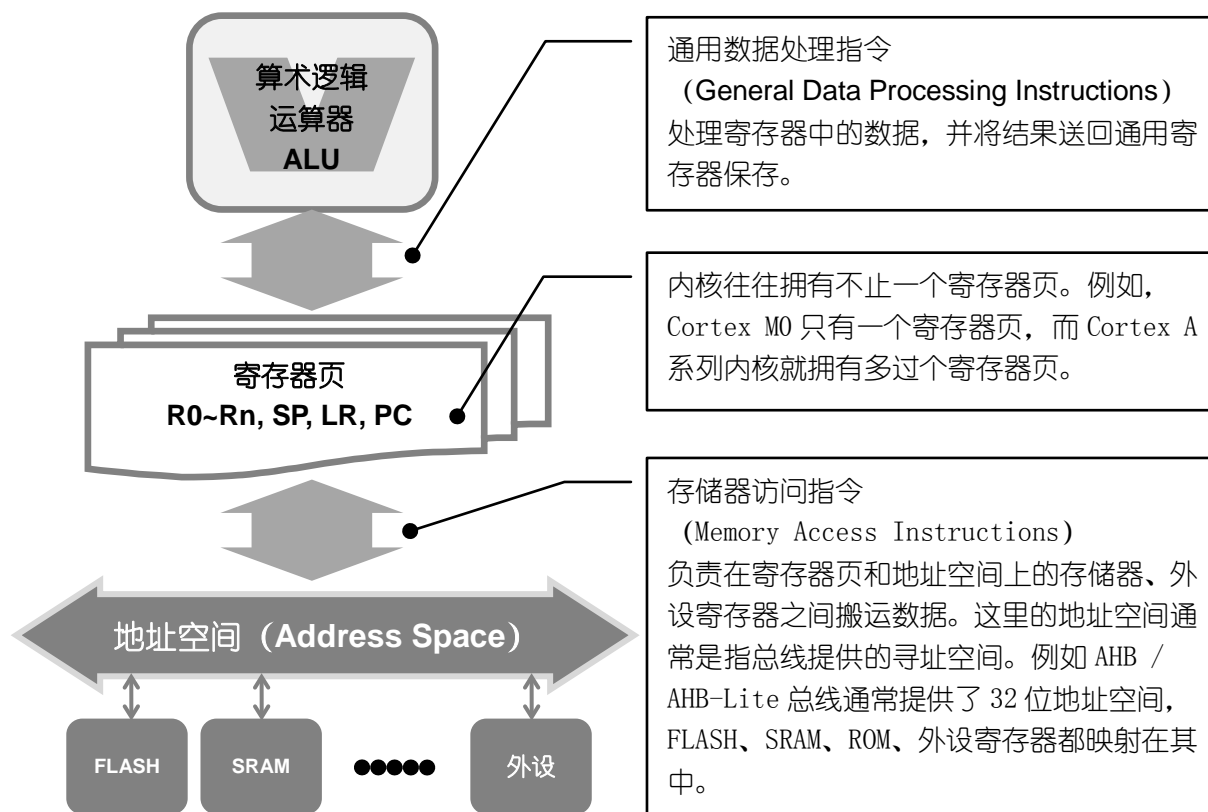 算术逻辑
运算器
ALU
通用数据处理指令
（General Data Processing Instructions）
处理寄存器中的数据，并将结果送回通用寄
存器保存。
寄存器页
R0~Rn, SP, LR, PC
内核往往拥有不止一个寄存器页。例如，
Cortex M0 只有一个寄存器页，而 Cortex A
系列内核就拥有多过个寄存器页。
存储器访问指令
（Memory Access Instructions）
负责在寄存器页和地址空间上的存储器、外
设寄存器之间搬运数据。这里的地址空间通
常是指总线提供的寻址空间。例如 AHB /
AHB-Lite 总线通常提供了 32 位地址空间，
FLASH、SRAM、ROM、外设寄存器都映射在其
中。
地址空间（Address Space）
FLASH
SRAM
外设